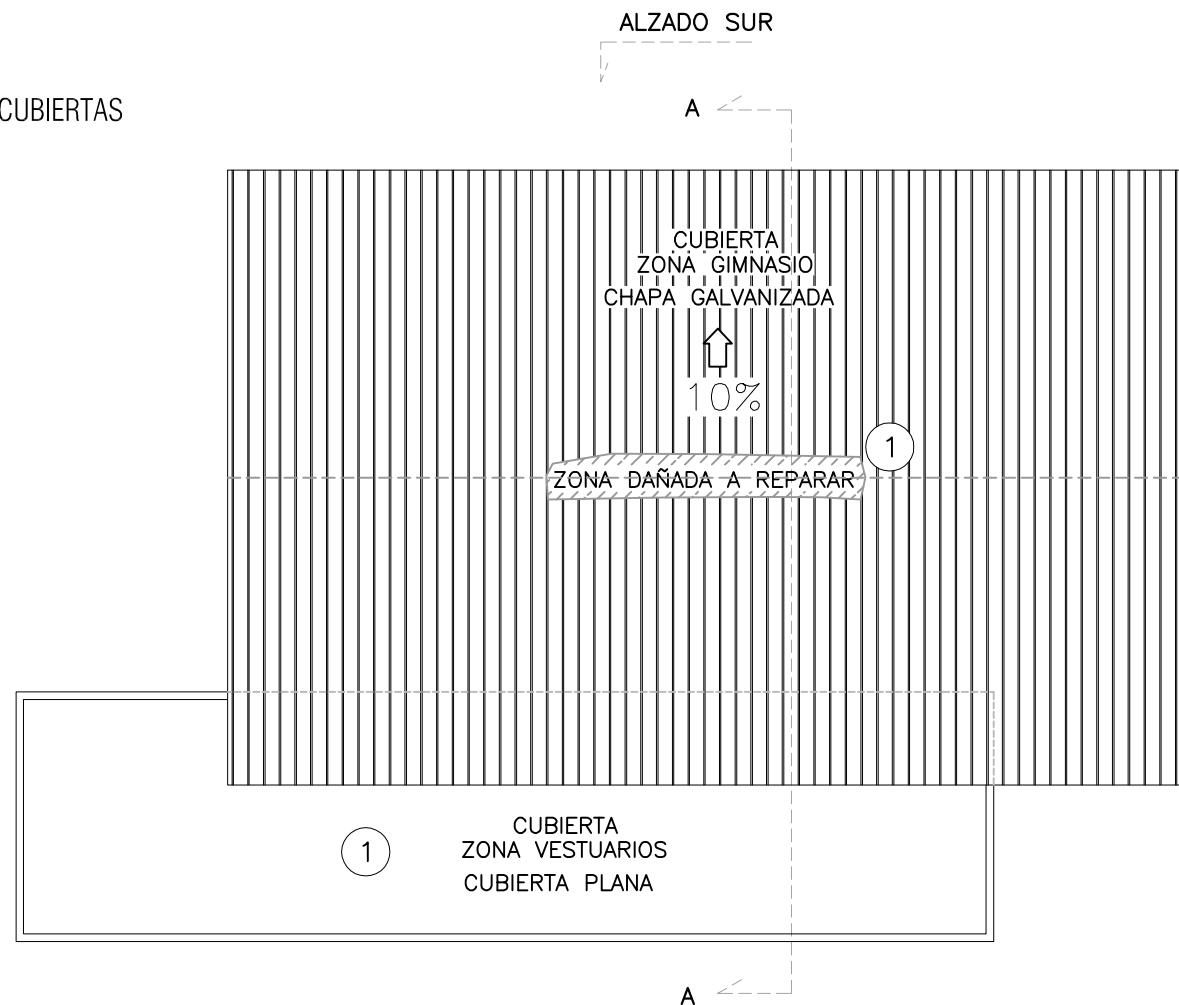 ALZADO SUR
CUBIERTAS
A
CUBIERTA
ZONA GIMNASIO
CHAPA GALVANIZADA
10%
1
ZONA DAÑADA A REPARAR
CUBIERTA
1
ZONA VESTUARIOS
CUBIERTA PLANA
A